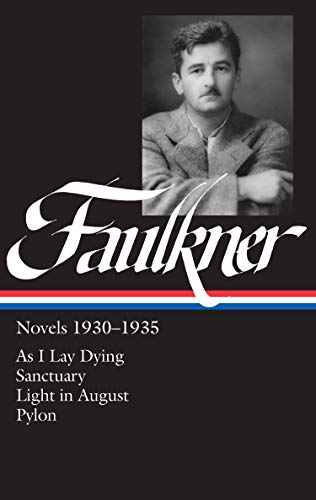 Faulkner
Novels 1930–1935
As I Lay Dying
Sanctuary
Light in August
Pylon